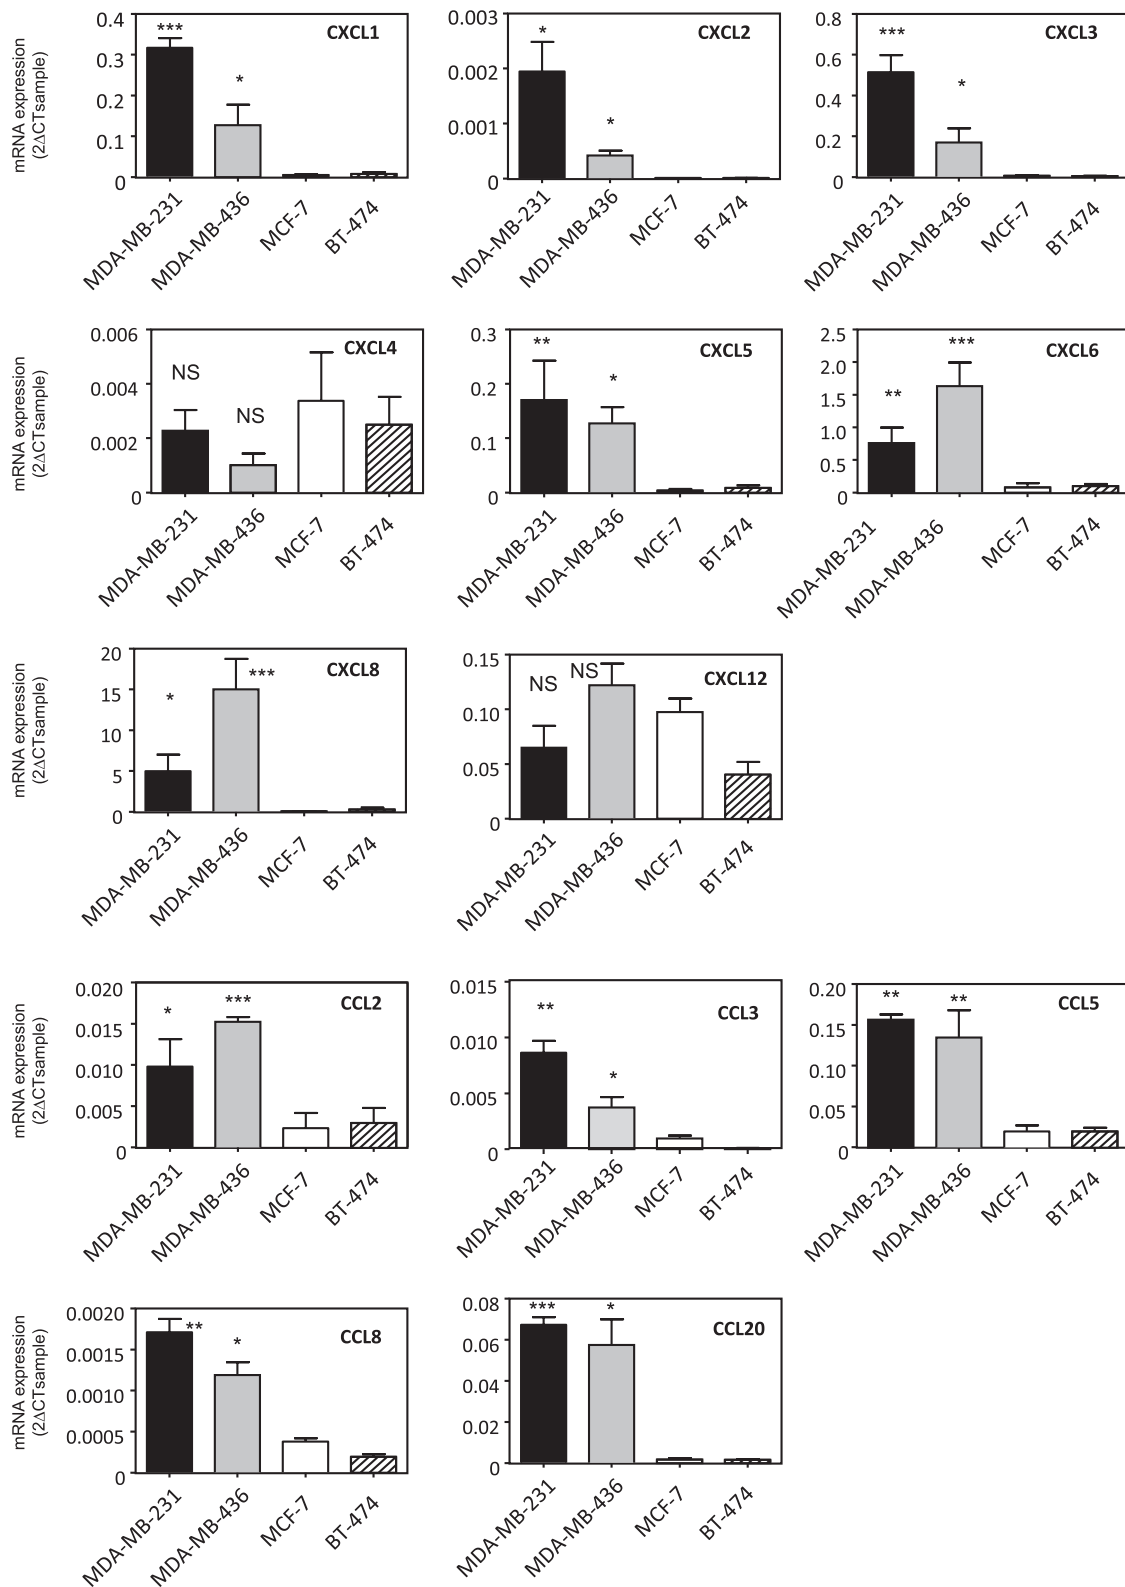 mRNA expression
(2ΔCTsample)
CXCL1
0.4
0.3
0.2
0.1
0
***
*
MDA-MB-231
MDA-MB-436
MCF-7
BT-474
CXCL2
0.003
0.002
0.001
0
*
*
MDA-MB-231
MDA-MB-436
MCF-7
BT-474
CXCL3
0.8
0.6
0.4
0.2
0
***
*
MDA-MB-231
MDA-MB-436
MCF-7
BT-474
mRNA expression
(2ΔCTsample)
CXCL4
0.006
0.004
0.002
0
NS
NS
MDA-MB-231
MDA-MB-436
MCF-7
BT-474
CXCL5
0.3
0.2
0.1
0
**
*
MDA-MB-231
MDA-MB-436
MCF-7
BT-474
CXCL6
2.5
2.0
1.5
1.0
0.5
0
**
***
MDA-MB-231
MDA-MB-436
MCF-7
BT-474
mRNA expression
(2ΔCTsample)
CXCL8
20
15
10
5
0
*
***
MDA-MB-231
MDA-MB-436
MCF-7
BT-474
CXCL12
0.15
0.10
0.05
0
NS
NS
MDA-MB-231
MDA-MB-436
MCF-7
BT-474
mRNA expression
(2ΔCTsample)
CCL2
0.020
0.015
0.010
0.005
0
*
***
MDA-MB-231
MDA-MB-436
MCF-7
BT-474
CCL3
0.015
0.010
0.005
0
**
*
MDA-MB-231
MDA-MB-436
MCF-7
BT-474
CCL5
0.20
0.15
0.10
0.05
0
**
**
MDA-MB-231
MDA-MB-436
MCF-7
BT-474
mRNA expression
(2ΔCTsample)
CCL8
0.0020
0.0015
0.0010
0.0005
0
**
*
MDA-MB-231
MDA-MB-436
MCF-7
BT-474
CCL20
0.08
0.06
0.04
0.02
0
***
*
MDA-MB-231
MDA-MB-436
MCF-7
BT-474